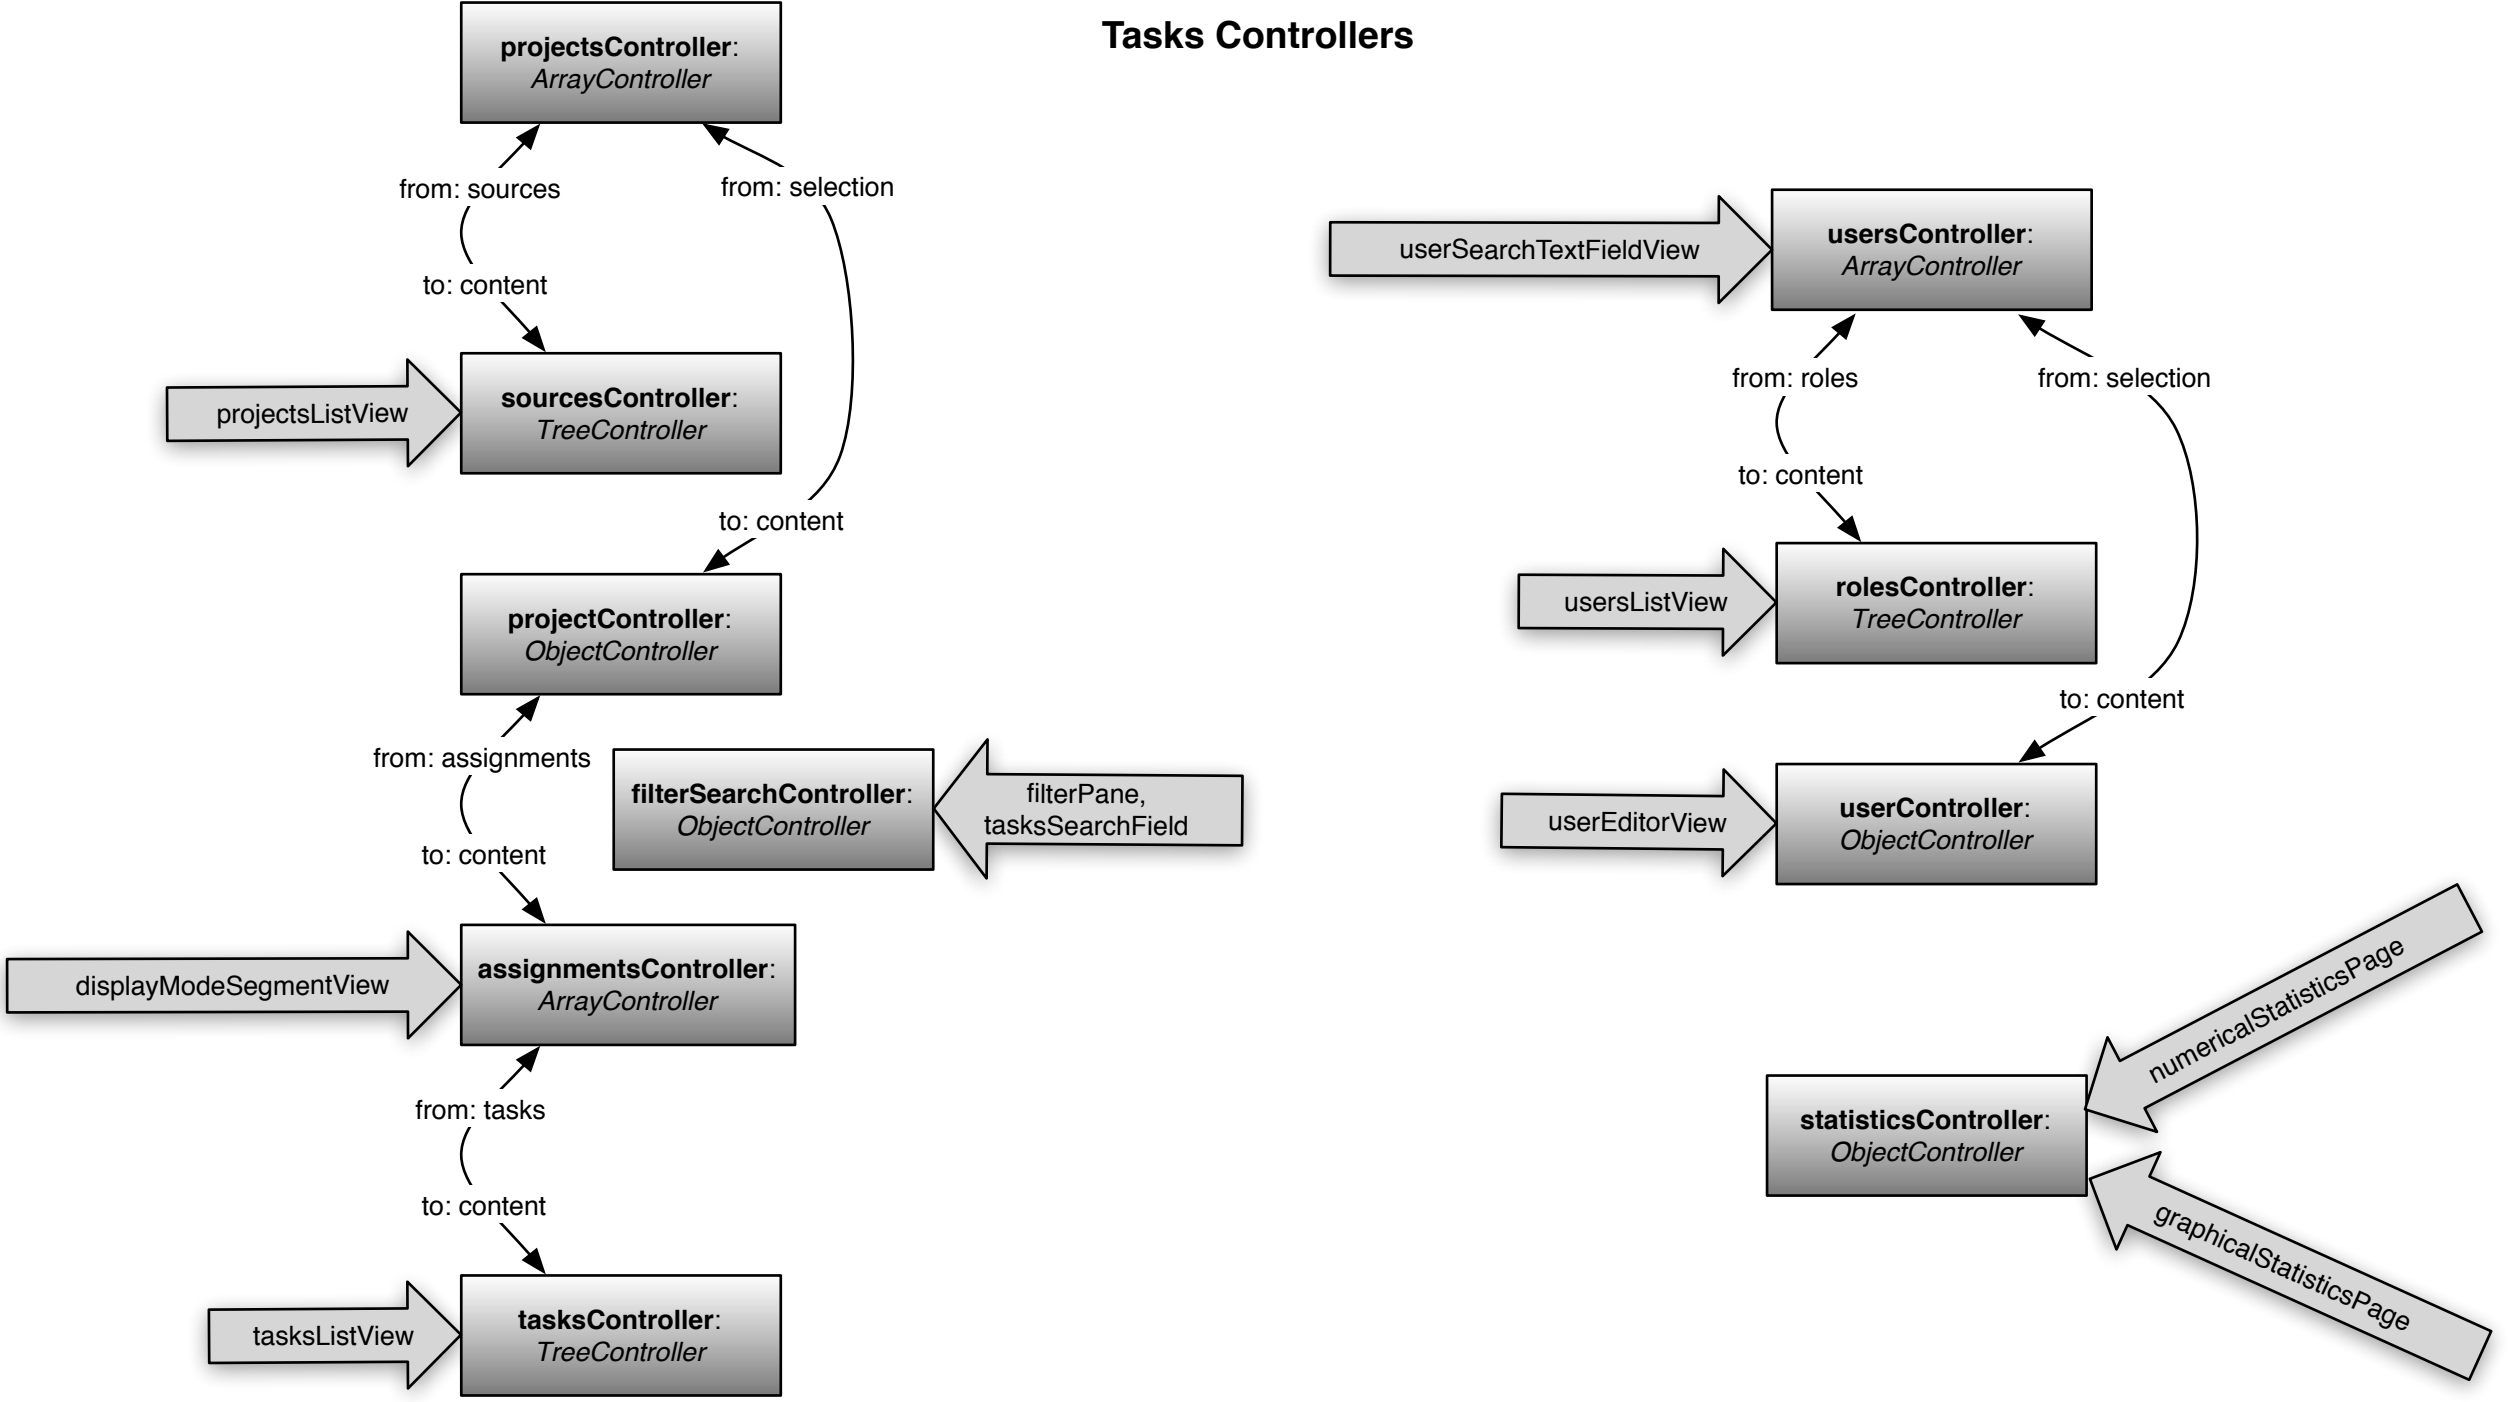 Tasks Controllers
projectsController:
ArrayController
from: sources
from: selection
to: content
projectsListView
sourcesController:
TreeController
to: content
projectController:
ObjectController
from: assignments
filterSearchController:
ObjectController
filterPane,
tasksSearchField
to: content
displayModeSegmentView
assignmentsController:
ArrayController
from: tasks
to: content
tasksListView
tasksController:
TreeController
userSearchTextFieldView
usersController:
ArrayController
from: roles
from: selection
to: content
usersListView
rolesController:
TreeController
to: content
userEditorView
userController:
ObjectController
numericalStatisticsPage
statisticsController:
ObjectController
graphicalStatisticsPage